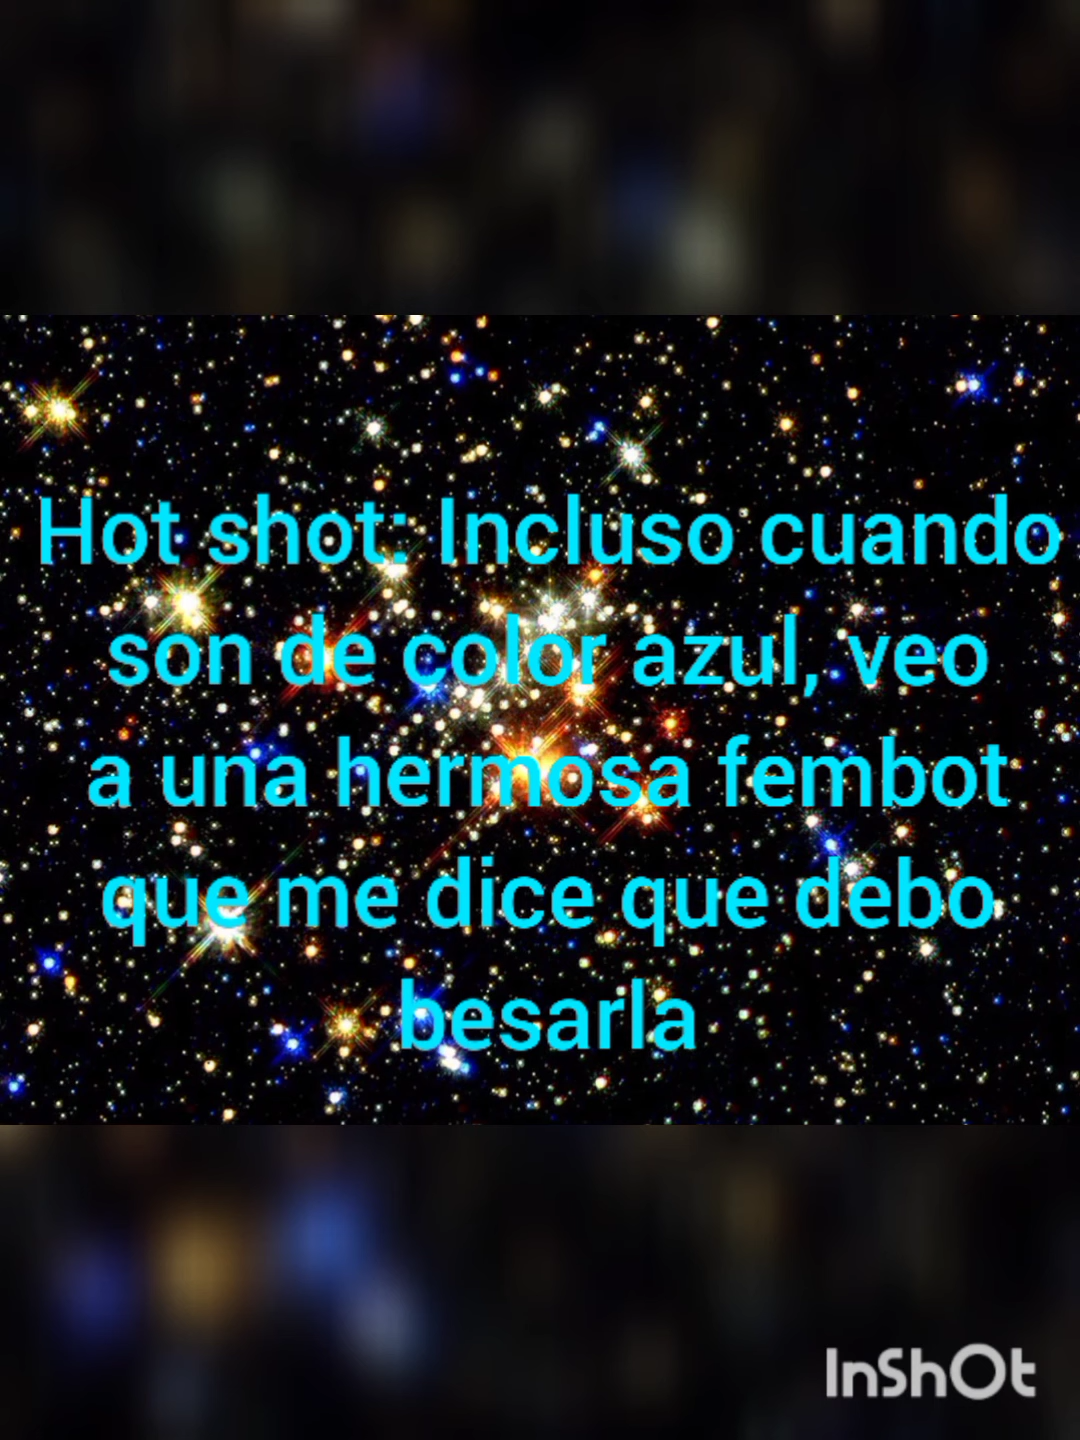 Hot shot: Incluso cuando
son de color azul, veo
a una hermosa fembot
que me dice que debo
besarla
InShOt